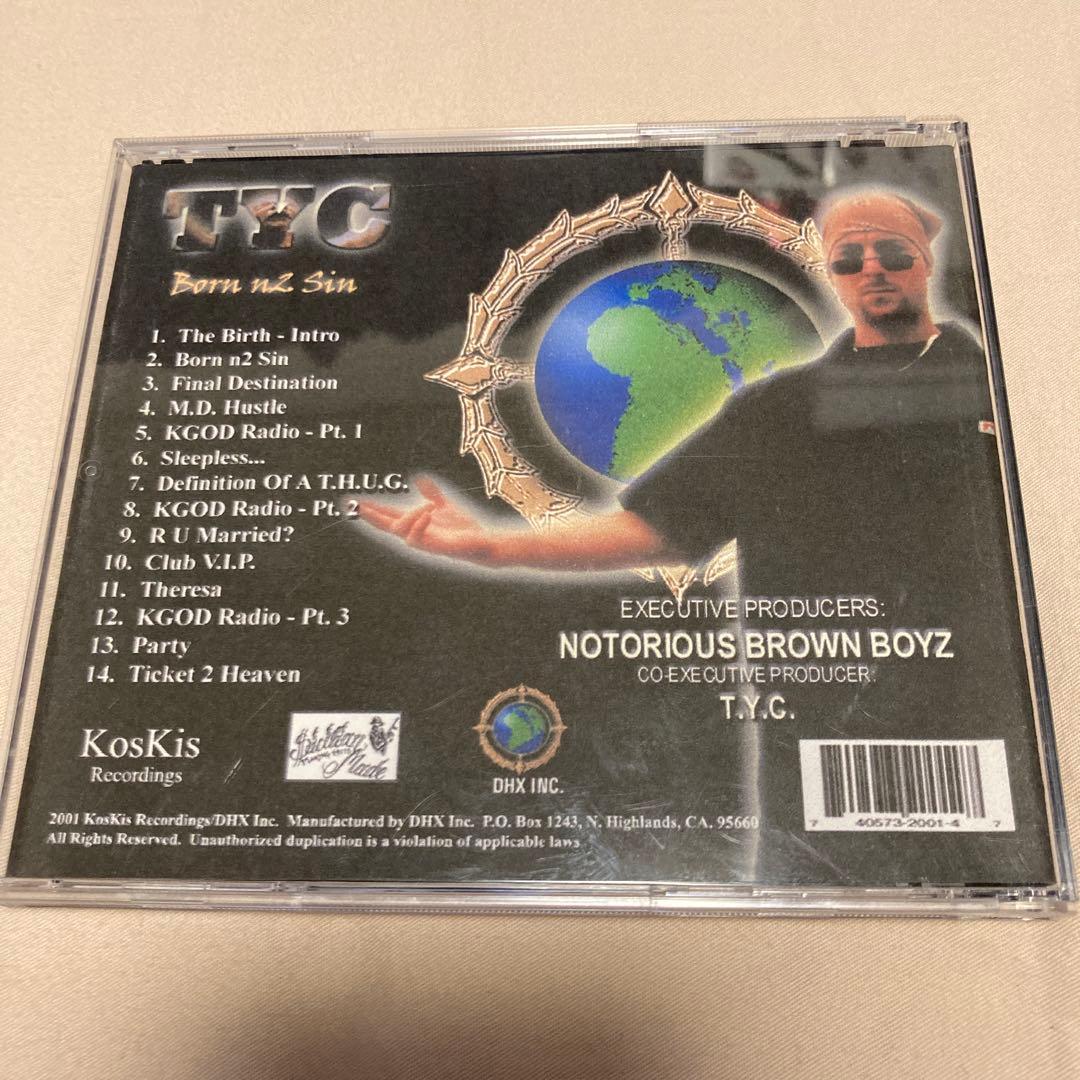 TYC
Born n2 Sin
1. The Birth - Intro
2. Born n2 Sin
3. Final Destination
4. M.D. Hustle
5. KGOD Radio - Pt. 1
6. Sleepless...
7. Definition Of A T.H.U.G.
8. KGOD Radio - Pt. 2
9. R U Married?
10. Club V.I.P.
11. Theresa
12. KGOD Radio - Pt. 3
13. Party
14. Ticket 2 Heaven
EXECUTIVE PRODUCERS:
NOTORIOUS BROWN BOYZ
CO-EXECUTIVE PRODUCER:
T.Y.C.
KosKis
Recordings
Made
DHX INC.
7 40573-2001-4 7
2001 KosKis Recordings/DHX Inc. Manufactured by DHX Inc. P.O. Box 1243, N. Highlands, CA. 95660
All Rights Reserved. Unauthorized duplication is a violation of applicable laws